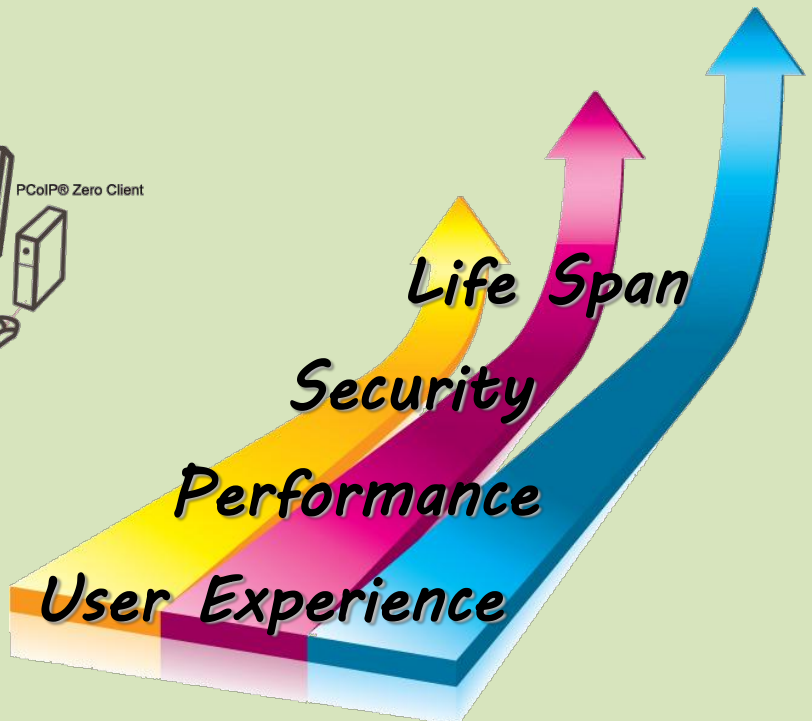 PCoIP® Zero Client
Life Span
Security
Performance
User Experience